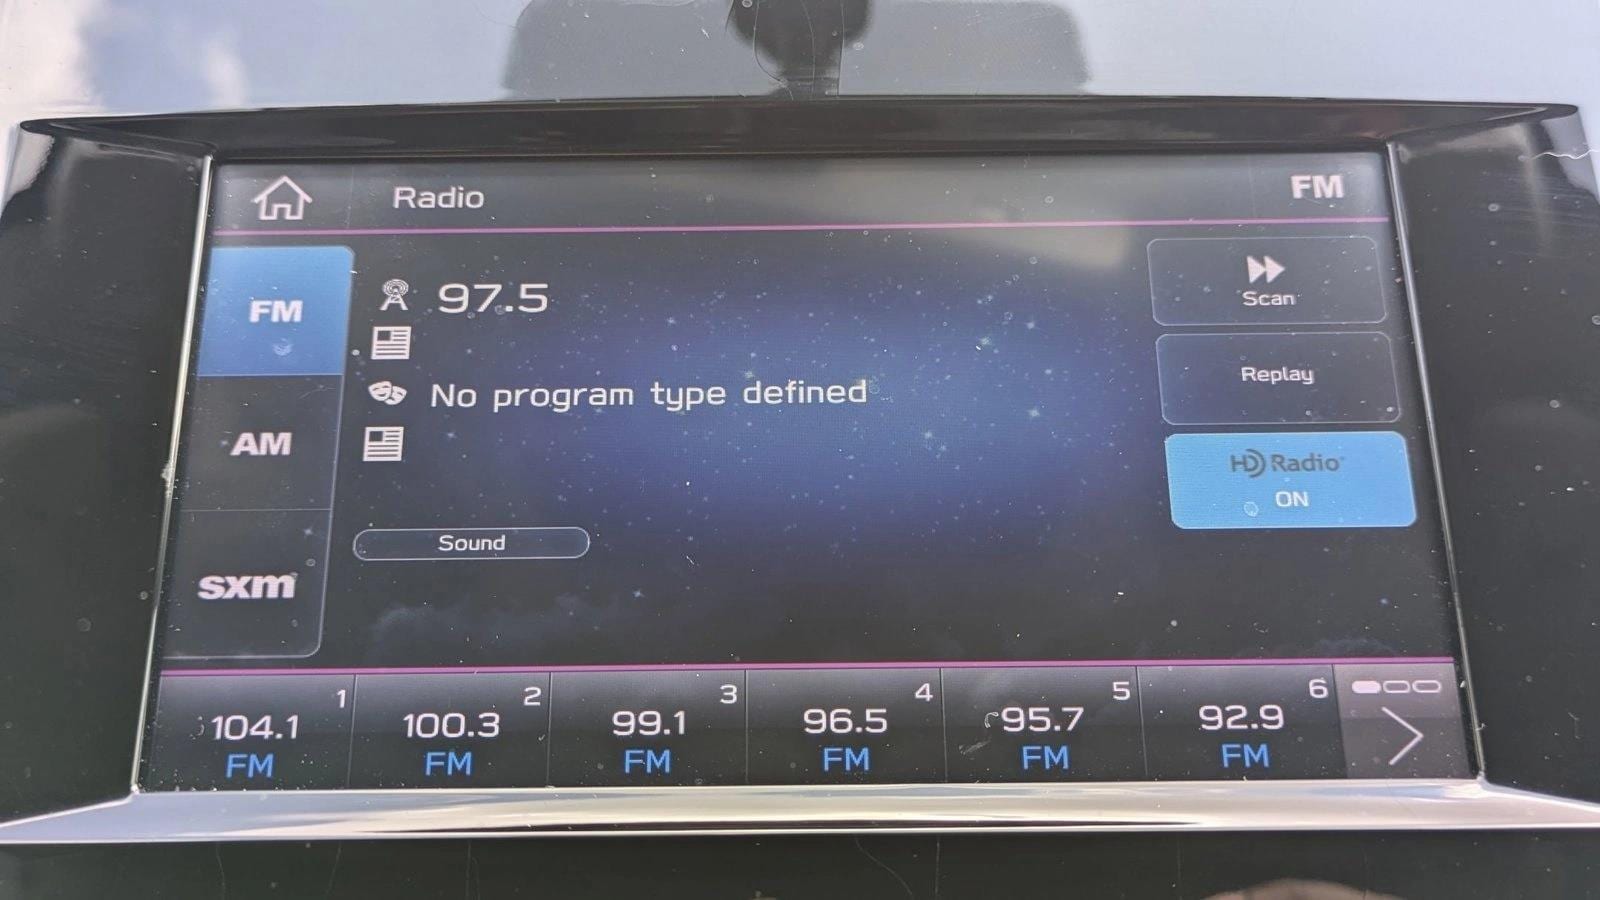 Radio
FM
FM
97.5
Scan
No program type defined
Replay
AM
HD Radio
ON
Sound
sxm
1
2
3
4
5
6
104.1
100.3
99.1
96.5
95.7
92.9
FM
FM
FM
FM
FM
FM